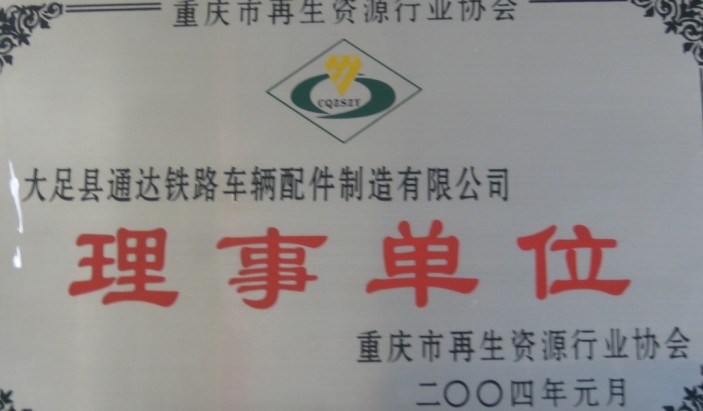 重庆市再生资源行业协会
CQZSZY
大足县通达铁路车辆配件制造有限公司
理事单位
重庆市再生资源行业协会
二〇〇四年元月